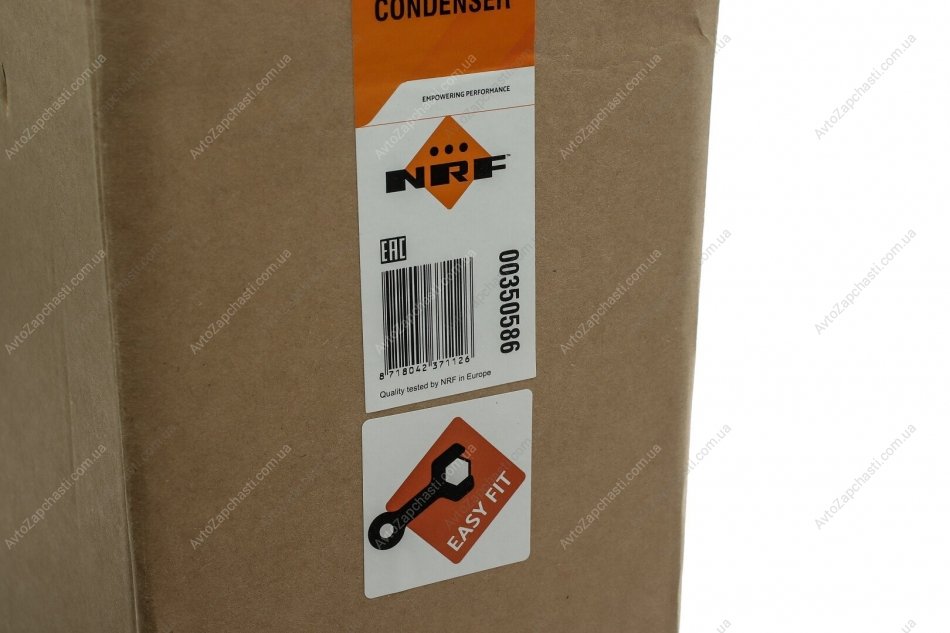 CONDENSER
EMPOWERING PERFORMANCE
NRF™
EAC
00350586
8 718042 371126
Quality tested by NRF in Europe
EASY FIT
AvtoZapchasti.com.ua